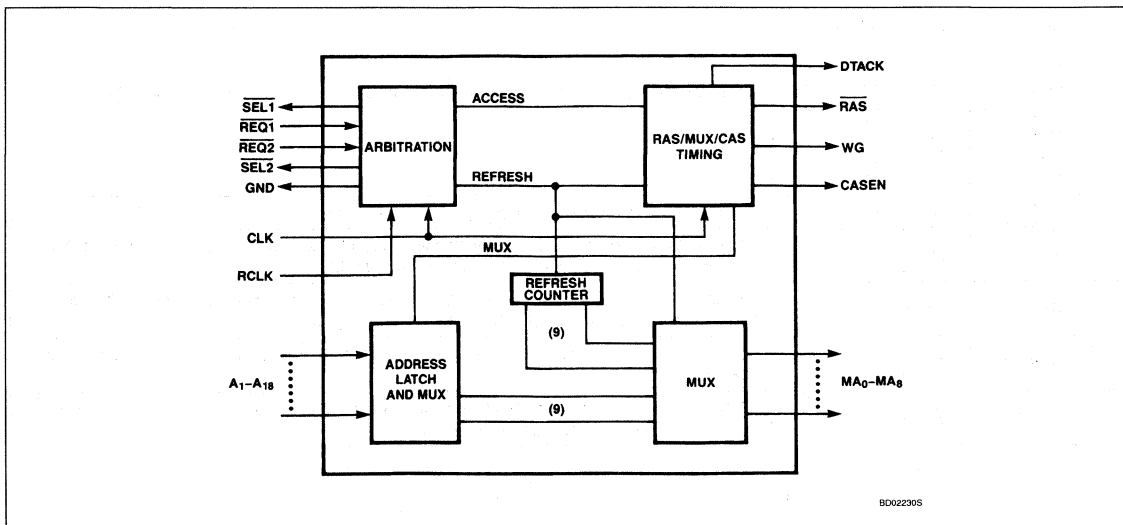 DTACK
SEL1
REQ1
REQ2
SEL2
GND
CLK
RCLK
ARBITRATION
ACCESS
REFRESH
RAS/MUX/CAS
TIMING
RAS
WG
CASEN
MUX
REFRESH
COUNTER
(9)
A1–A18
ADDRESS
LATCH
AND MUX
(9)
MUX
MA0–MA8
BD02230S